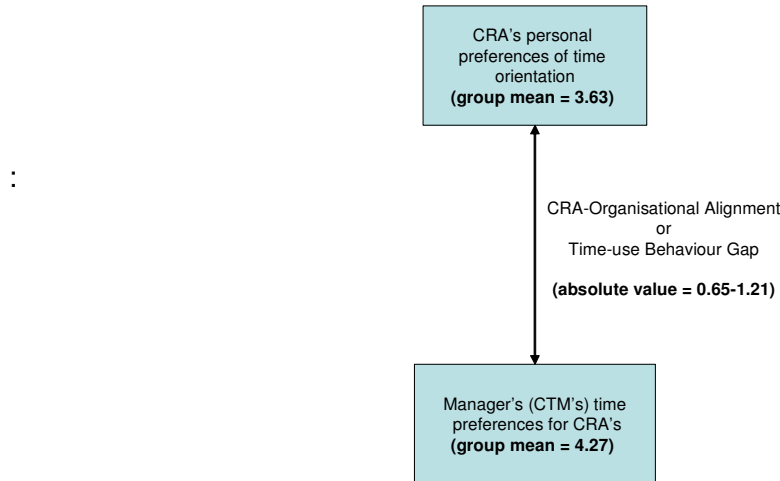 CRA's personal
preferences of time
orientation
(group mean = 3.63)
:
CRA-Organisational Alignment
or
Time-use Behaviour Gap
(absolute value = 0.65-1.21)
Manager's (CTM's) time
preferences for CRA's
(group mean = 4.27)